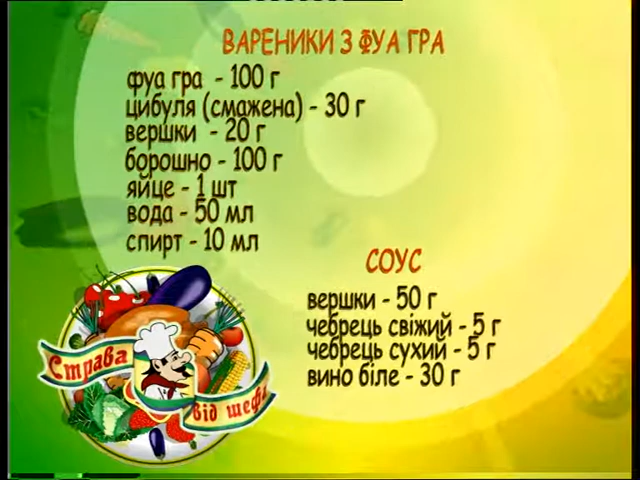 ВАРЕНИКИ З ФУА ГРА
фуа гра - 100 г
цибуля (смажена) - 30 г
вершки - 20 г
борошно - 100 г
яйце - 1 шт
вода - 50 мл
спирт - 10 мл
СОУС
вершки - 50 г
чебрець свіжий - 5 г
чебрець сухий - 5 г
вино біле - 30 г
Страва
від шефа